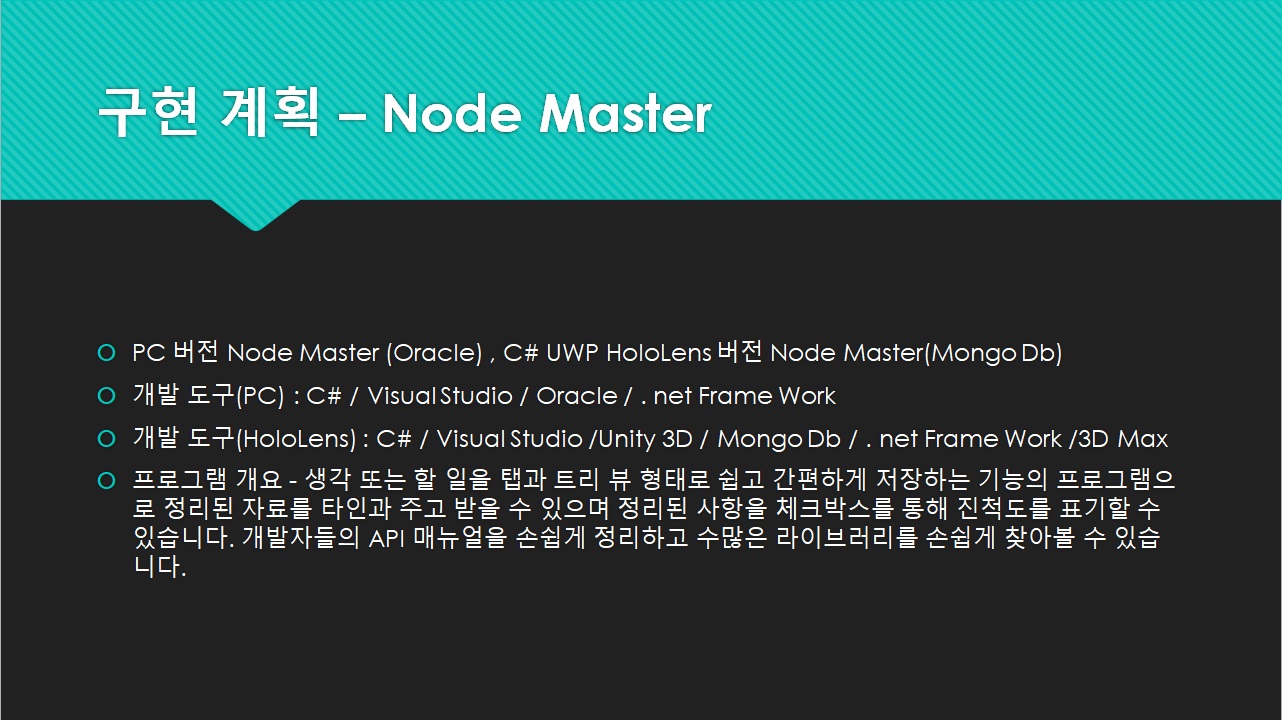 구현 계획 – Node Master
PC 버전 Node Master (Oracle) , C# UWP HoloLens 버전 Node Master(Mongo Db)
개발 도구(PC) : C# / Visual Studio / Oracle / . net Frame Work
개발 도구(HoloLens) : C# / Visual Studio /Unity 3D / Mongo Db / . net Frame Work /3D Max
프로그램 개요 - 생각 또는 할 일을 탭과 트리 뷰 형태로 쉽고 간편하게 저장하는 기능의 프로그램으
로 정리된 자료를 타인과 주고 받을 수 있으며 정리된 사항을 체크박스를 통해 진척도를 표기할 수
있습니다. 개발자들의 API 매뉴얼을 손쉽게 정리하고 수많은 라이브러리를 손쉽게 찾아볼 수 있습
니다.